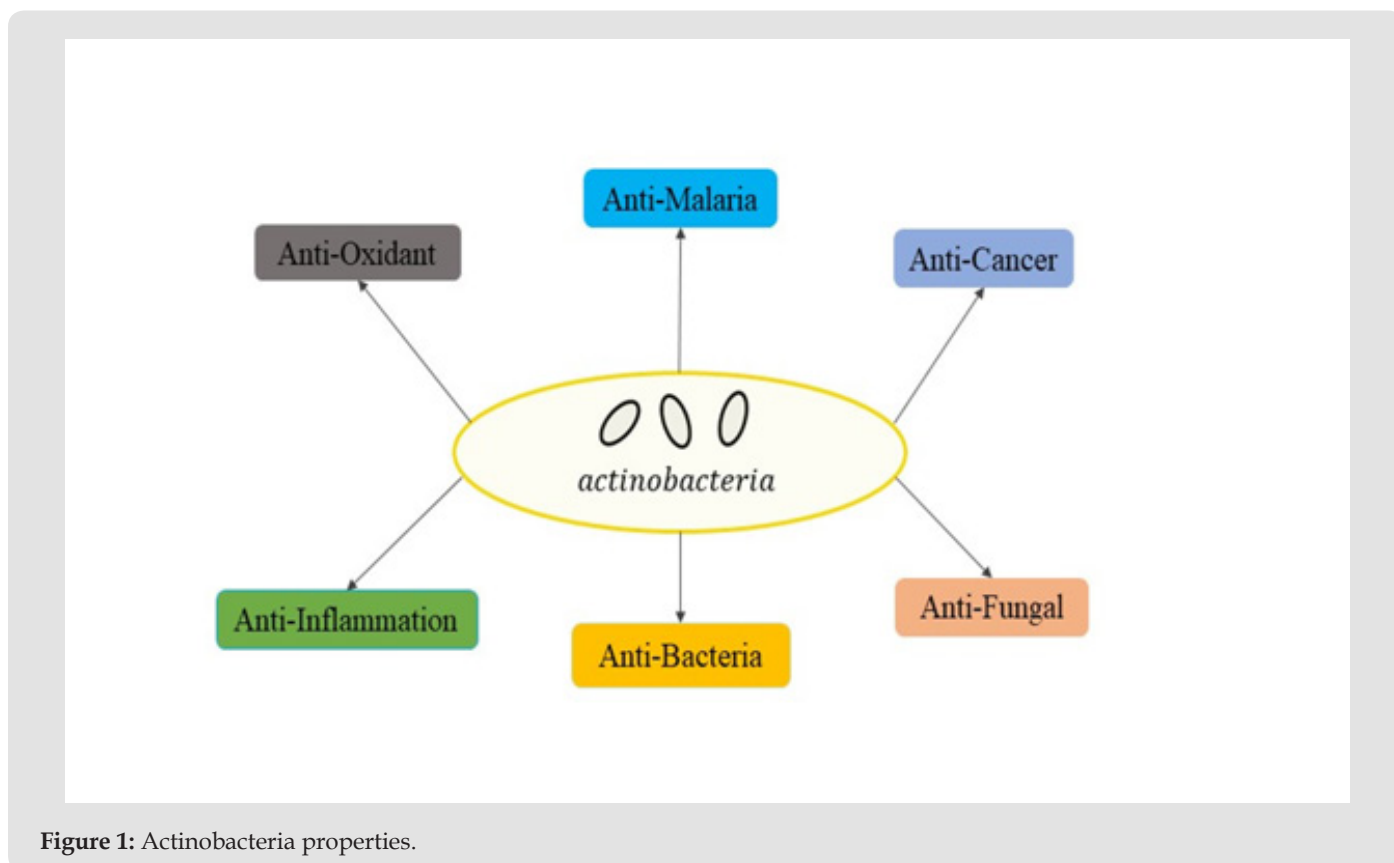 Anti-Malaria
Anti-Oxidant
Anti-Cancer
actinobacteria
Anti-Inflammation
Anti-Fungal
Anti-Bacteria
Figure 1: Actinobacteria properties.